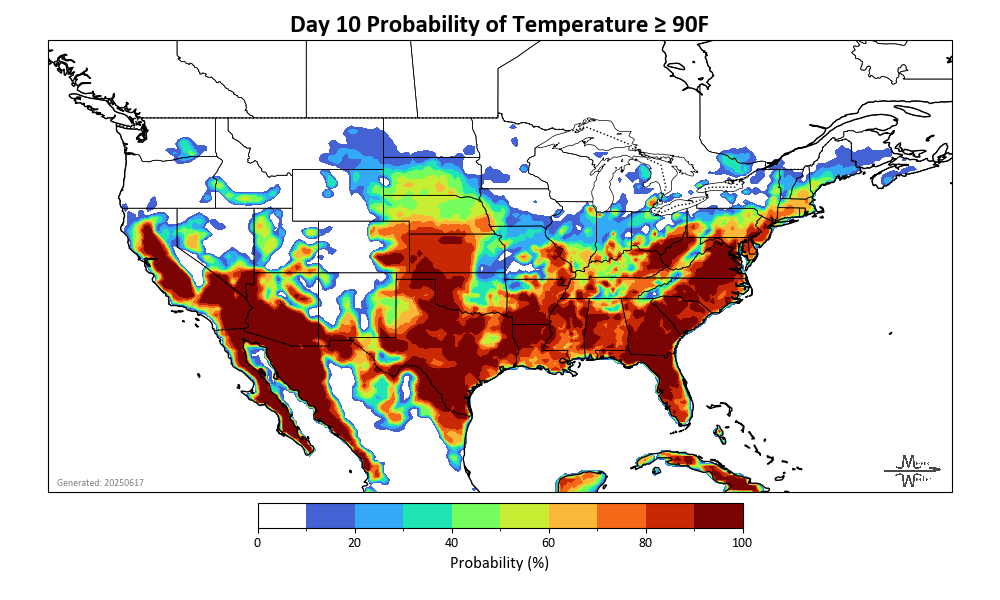 Day 10 Probability of Temperature ≥ 90F
Generated: 20250617
0 20 40 60 80 100
Probability (%)